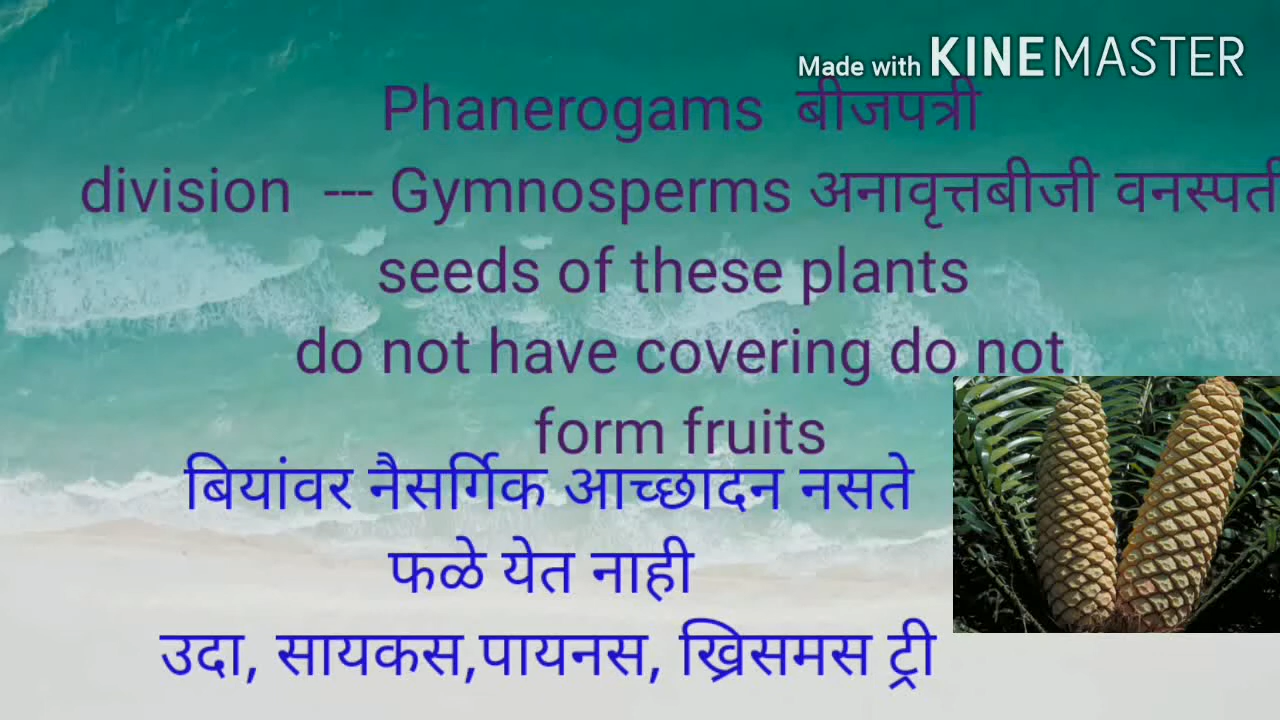 Made with KINEMASTER
Phanerogams बीजपत्री
division --- Gymnosperms अनावृत्तबीजी वनस्पती
seeds of these plants
do not have covering do not
form fruits
बियांवर नैसर्गिक आच्छादन नसते
फळे येत नाही
उदा, सायकस,पायनस, ख्रिसमस ट्री